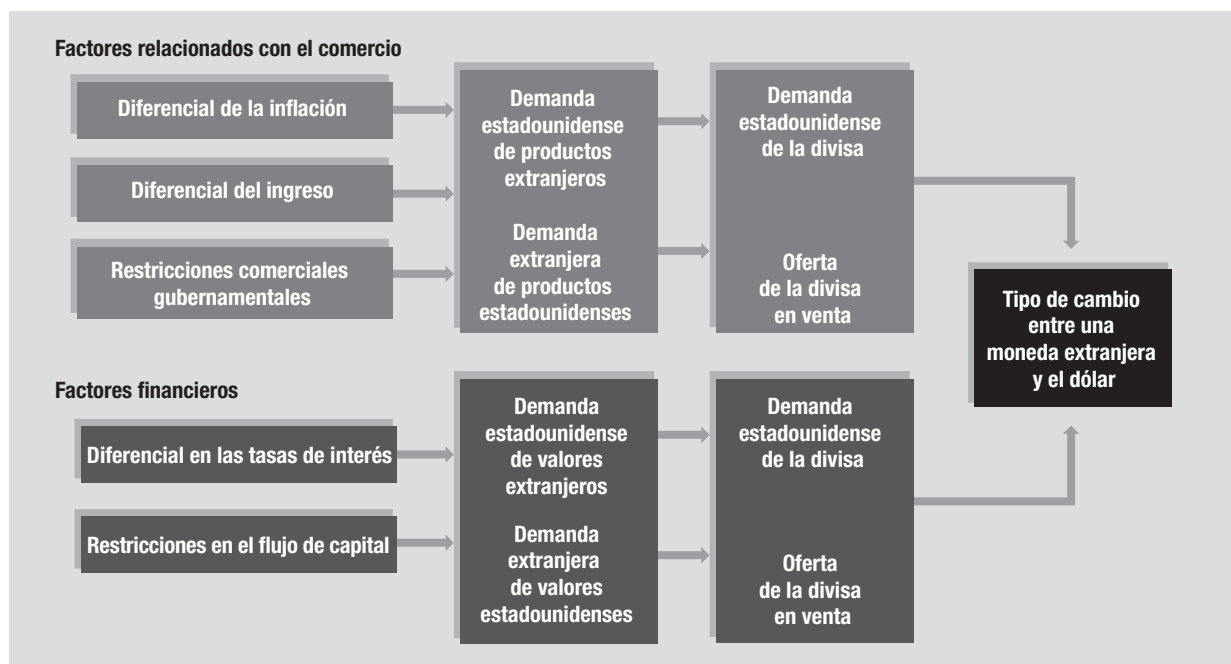 Factores relacionados con el comercio
Diferencial de la inflación
Diferencial del ingreso
Restricciones comerciales
gubernamentales
Demanda
estadounidense
de productos
extranjeros
Demanda
extranjera
de productos
estadounidenses
Demanda
estadounidense
de la divisa
Oferta
de la divisa
en venta
Tipo de cambio
entre una
moneda extranjera
y el dólar
Factores financieros
Diferencial en las tasas de interés
Restricciones en el flujo de capital
Demanda
estadounidense
de valores
extranjeros
Demanda
extranjera
de valores
estadounidenses
Demanda
estadounidense
de la divisa
Oferta
de la divisa
en venta